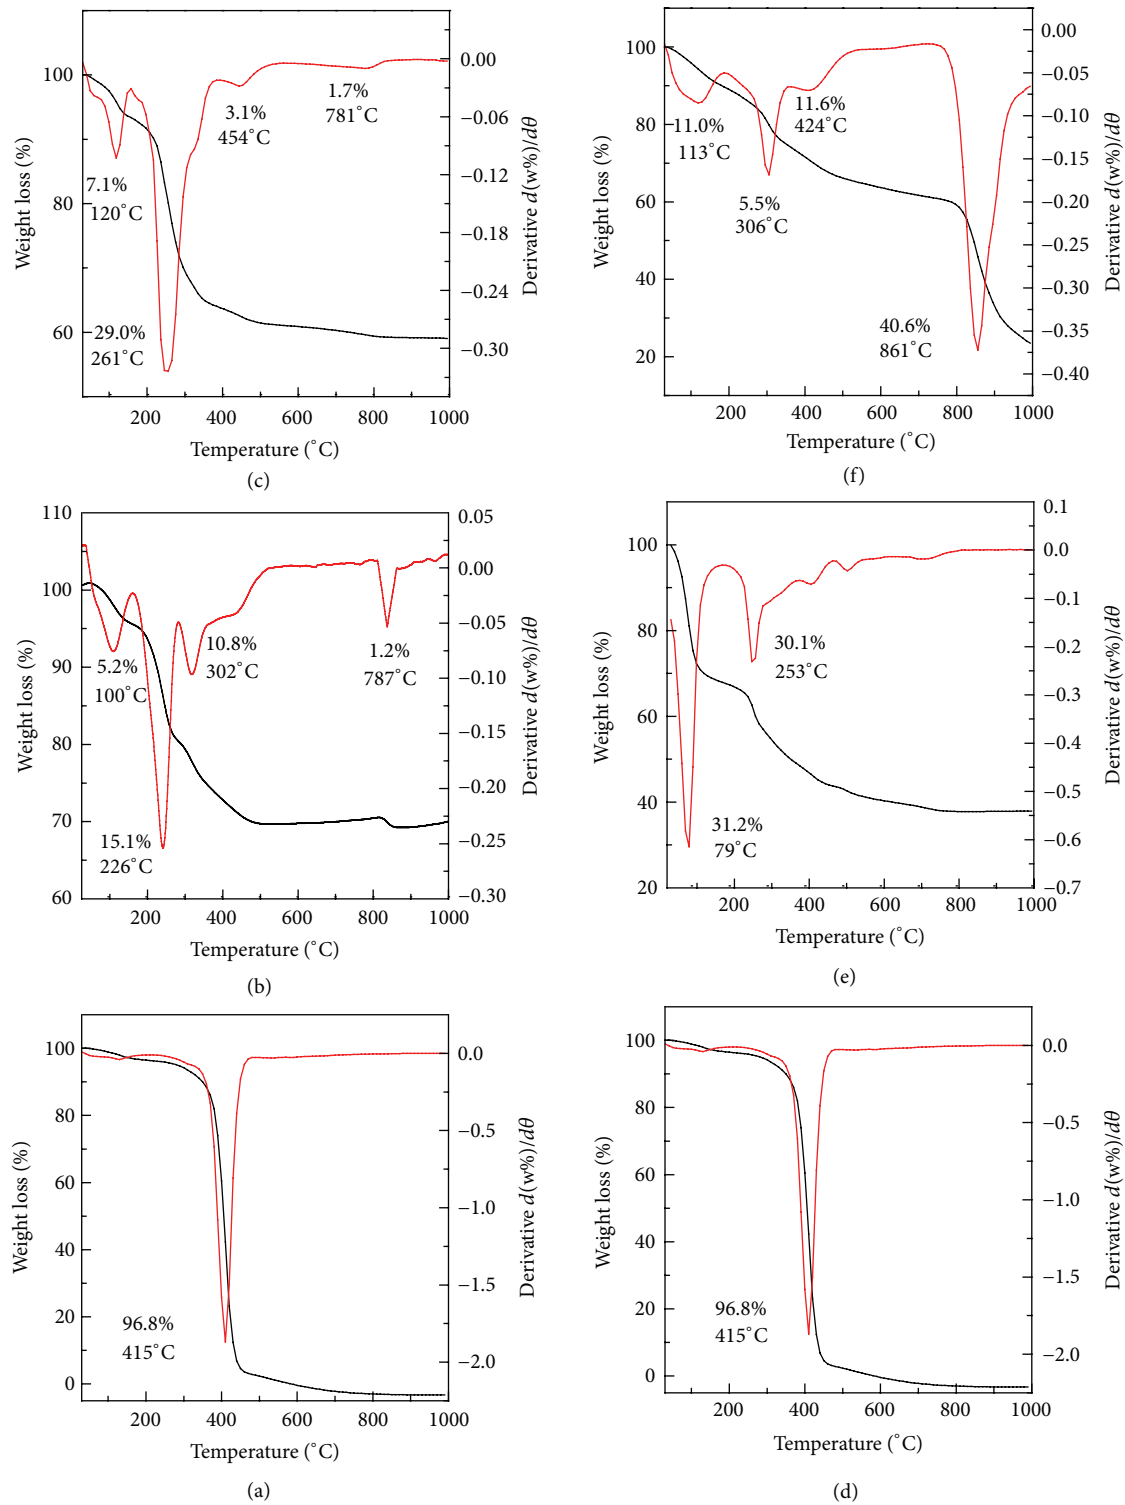 100
80
60
Weight loss (%)
0.00
−0.06
−0.12
−0.18
−0.24
−0.30
Derivative d(w%)/dθ
7.1%
120°C
29.0%
261°C
3.1%
454°C
1.7%
781°C
200 400 600 800 1000
Temperature (°C)
(c)
100
80
60
40
20
Weight loss (%)
0.00
−0.05
−0.10
−0.15
−0.20
−0.25
−0.30
−0.35
−0.40
Derivative d(w%)/dθ
11.0%
113°C
5.5%
306°C
11.6%
424°C
40.6%
861°C
200 400 600 800 1000
Temperature (°C)
(f)
110
100
90
80
70
60
Weight loss (%)
0.05
0.00
−0.05
−0.10
−0.15
−0.20
−0.25
−0.30
Derivative d(w%)/dθ
5.2%
100°C
15.1%
226°C
10.8%
302°C
1.2%
787°C
200 400 600 800 1000
Temperature (°C)
(b)
100
80
60
40
20
Weight loss (%)
0.1
0.0
−0.1
−0.2
−0.3
−0.4
−0.5
−0.6
−0.7
Derivative d(w%)/dθ
31.2%
79°C
30.1%
253°C
200 400 600 800 1000
Temperature (°C)
(e)
100
80
60
40
20
0
Weight loss (%)
0.0
−0.5
−1.0
−1.5
−2.0
Derivative d(w%)/dθ
96.8%
415°C
200 400 600 800 1000
Temperature (°C)
(a)
100
80
60
40
20
0
Weight loss (%)
0.0
−0.5
−1.0
−1.5
−2.0
Derivative d(w%)/dθ
96.8%
415°C
200 400 600 800 1000
Temperature (°C)
(d)